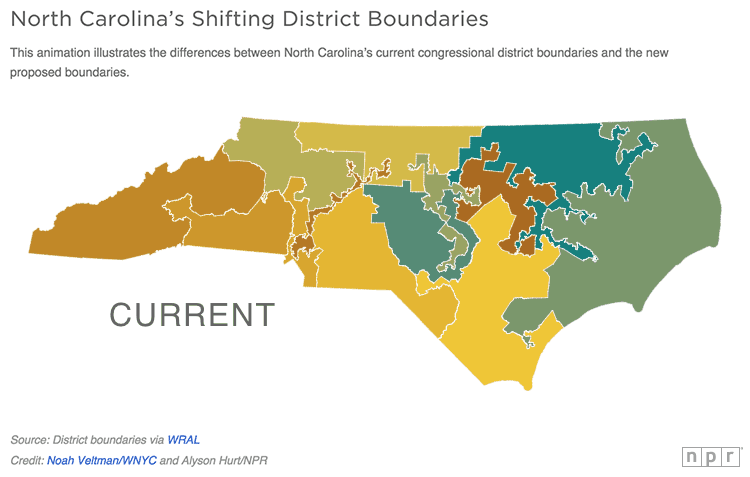 North Carolina’s Shifting District Boundaries
This animation illustrates the differences between North Carolina’s current congressional district boundaries and the new
proposed boundaries.
CURRENT
Source: District boundaries via WRAL
Credit: Noah Veltman/WNYC and Alyson Hurt/NPR
npr